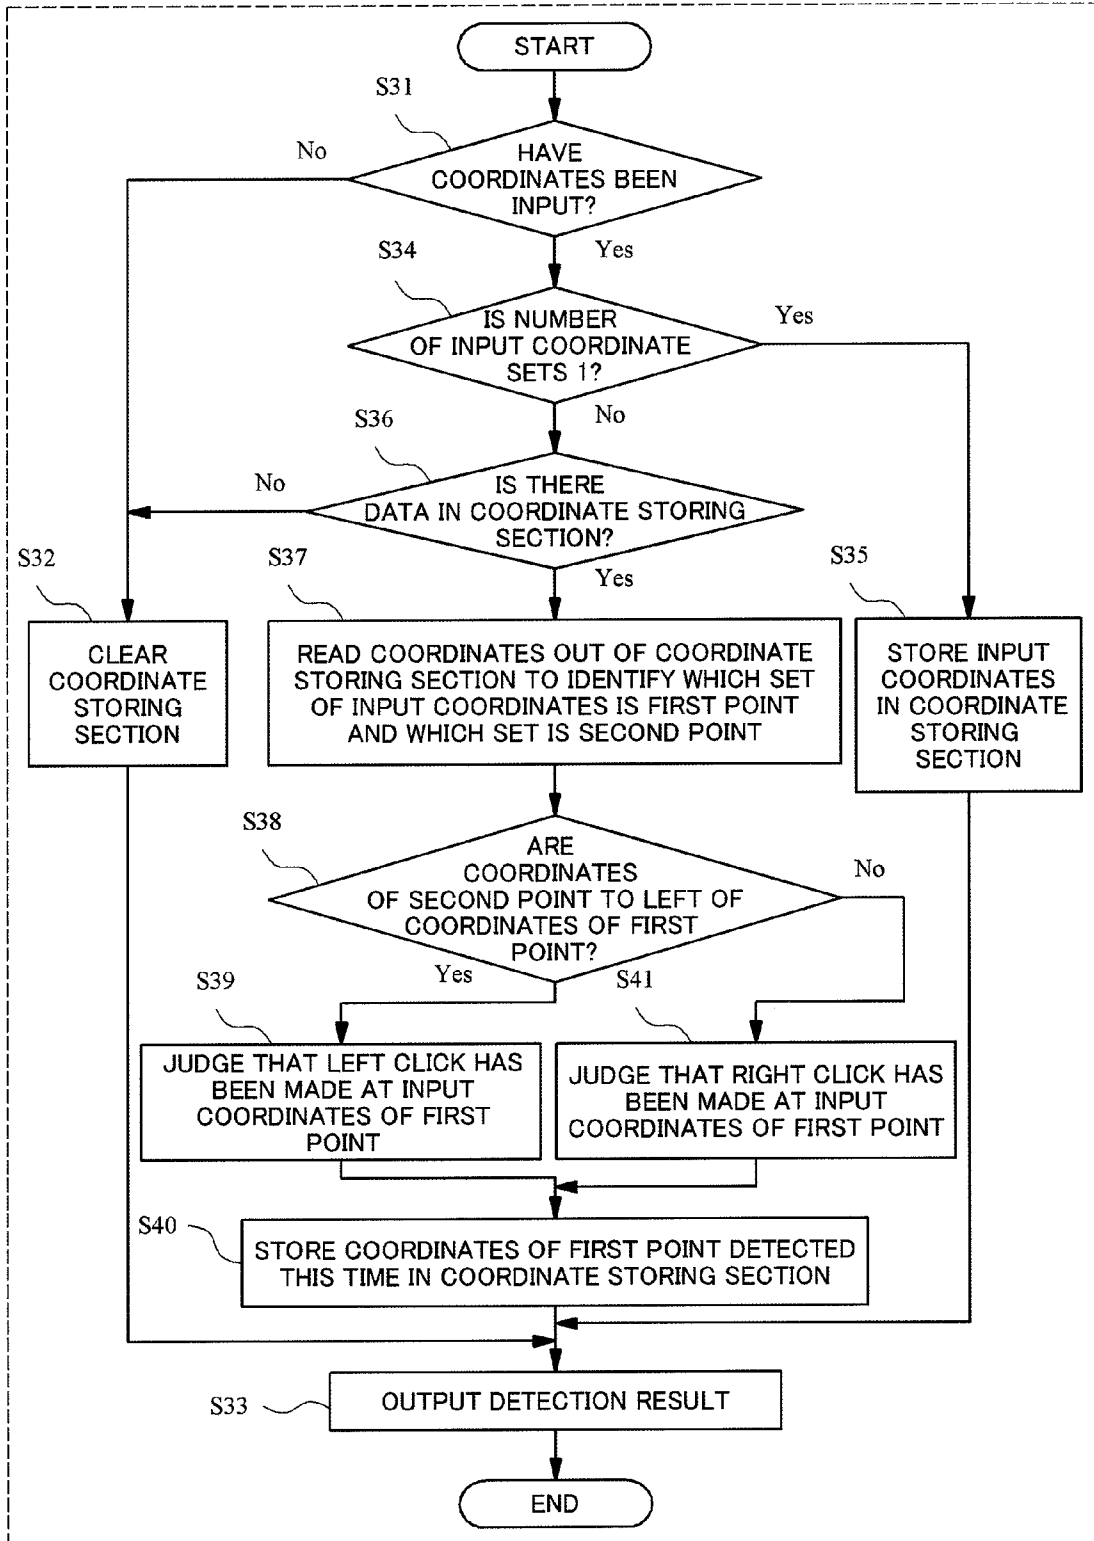 START
S31
No
HAVE
COORDINATES BEEN
INPUT?
Yes
S34
IS NUMBER
OF INPUT COORDINATE
SETS 1?
Yes
No
S36
No
IS THERE
DATA IN COORDINATE STORING
SECTION?
Yes
S32
CLEAR
COORDINATE
STORING
SECTION
S37
READ COORDINATES OUT OF COORDINATE
STORING SECTION TO IDENTIFY WHICH SET
OF INPUT COORDINATES IS FIRST POINT
AND WHICH SET IS SECOND POINT
S35
STORE INPUT
COORDINATES
IN COORDINATE
STORING
SECTION
S38
ARE
COORDINATES
OF SECOND POINT TO LEFT OF
COORDINATES OF FIRST
POINT?
No
Yes
S39
JUDGE THAT LEFT CLICK HAS
BEEN MADE AT INPUT
COORDINATES OF FIRST
POINT
S41
JUDGE THAT RIGHT CLICK HAS
BEEN MADE AT INPUT
COORDINATES OF FIRST POINT
S40
STORE COORDINATES OF FIRST POINT DETECTED
THIS TIME IN COORDINATE STORING SECTION
S33
OUTPUT DETECTION RESULT
END